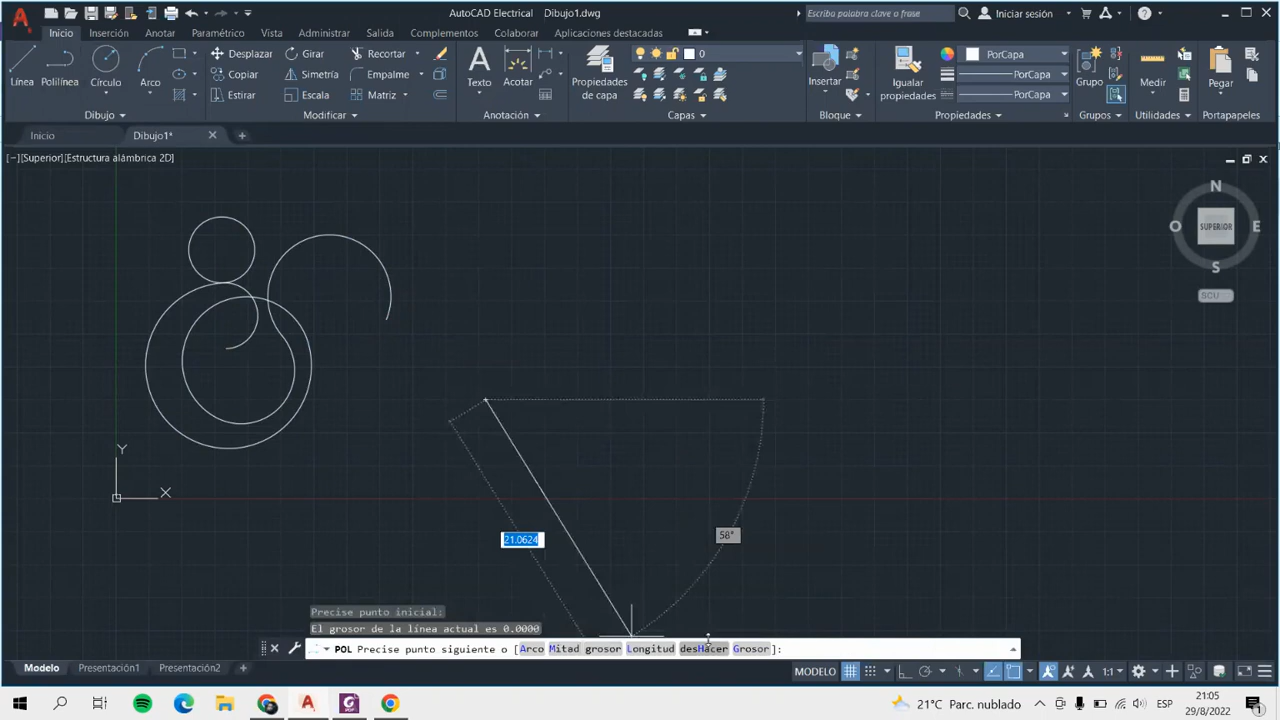 AutoCAD Electrical Dibujo1.dwg
Escriba palabra clave o frase
Iniciar sesión
Inicio Inserción Anotar Paramétrico Vista Administrar Salida Complementos Colaborar Aplicaciones destacadas
Línea Polilínea Círculo Arco
Desplazar Girar Recortar
Copiar Simetría Empalme
Estirar Escala Matriz
Texto Acotar
Propiedades de capa
0
Insertar
Igualar propiedades
PorCapa
PorCapa
PorCapa
Grupo
Medir
Pegar
Dibujo Modificar Anotación Capas Bloque Propiedades Grupos Utilidades Portapapeles
Inicio Dibujo1* +
[−][Superior][Estructura alámbrica 2D]
N
O SUPERIOR E
S
SCU
Y
X
21.0624
58°
Precise punto inicial:
El grosor de la línea actual es 0.0000
POL Precise punto siguiente o [Arco Mitad grosor Longitud desHacer Grosor]:
Modelo Presentación1 Presentación2 +
MODELO 1:1
21°C Parc. nublado
ESP
21:05
29/8/2022
1